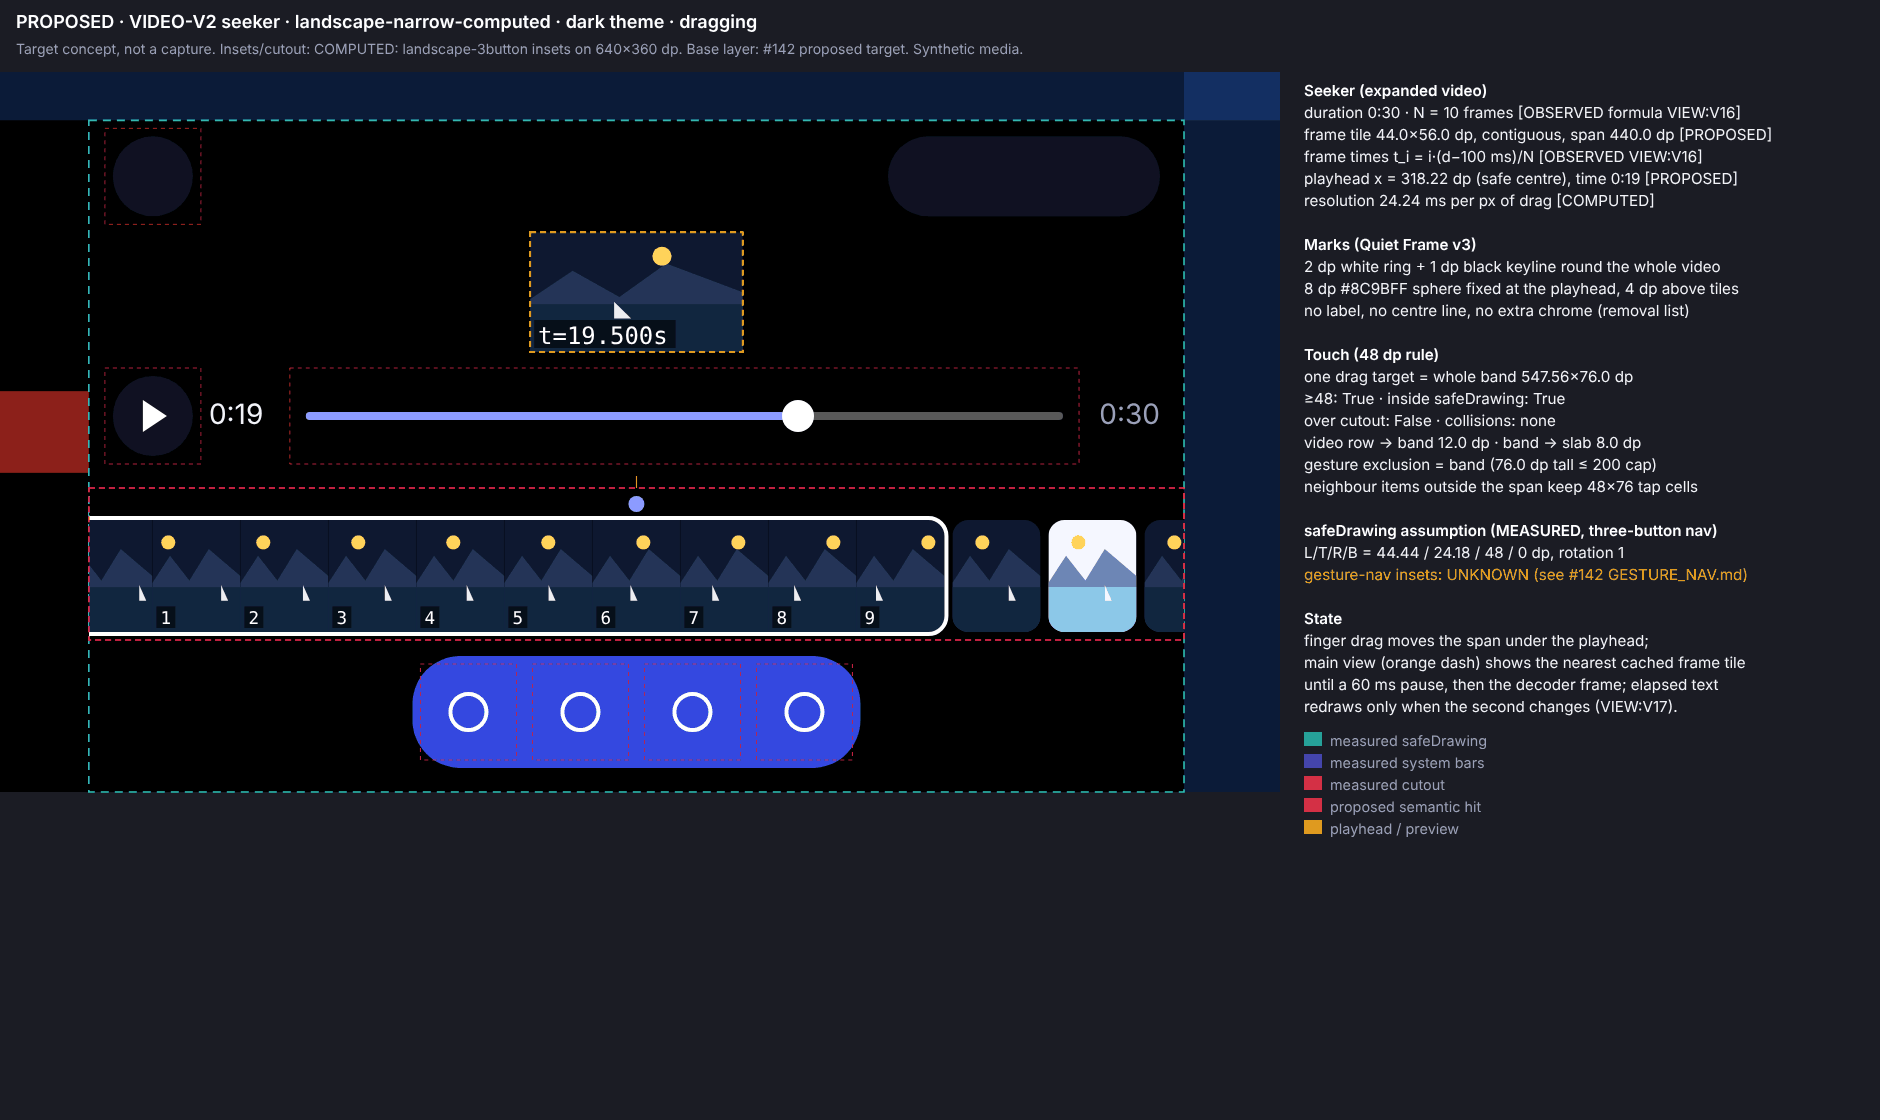 PROPOSED · VIDEO-V2 seeker · landscape-narrow-computed · dark theme · dragging
Target concept, not a capture. Insets/cutout: COMPUTED: landscape-3button insets on 640×360 dp. Base layer: #142 proposed target. Synthetic media.
t=19.500s
0:19
0:30
1
2
3
4
5
6
7
8
9
Seeker (expanded video)
duration 0:30 · N = 10 frames [OBSERVED formula VIEW:V16]
frame tile 44.0×56.0 dp, contiguous, span 440.0 dp [PROPOSED]
frame times t_i = i·(d−100 ms)/N [OBSERVED VIEW:V16]
playhead x = 318.22 dp (safe centre), time 0:19 [PROPOSED]
resolution 24.24 ms per px of drag [COMPUTED]
Marks (Quiet Frame v3)
2 dp white ring + 1 dp black keyline round the whole video
8 dp #8C9BFF sphere fixed at the playhead, 4 dp above tiles
no label, no centre line, no extra chrome (removal list)
Touch (48 dp rule)
one drag target = whole band 547.56×76.0 dp
≥48: True · inside safeDrawing: True
over cutout: False · collisions: none
video row → band 12.0 dp · band → slab 8.0 dp
gesture exclusion = band (76.0 dp tall ≤ 200 cap)
neighbour items outside the span keep 48×76 tap cells
safeDrawing assumption (MEASURED, three-button nav)
L/T/R/B = 44.44 / 24.18 / 48 / 0 dp, rotation 1
gesture-nav insets: UNKNOWN (see #142 GESTURE_NAV.md)
State
finger drag moves the span under the playhead;
main view (orange dash) shows the nearest cached frame tile
until a 60 ms pause, then the decoder frame; elapsed text
redraws only when the second changes (VIEW:V17).
measured safeDrawing
measured system bars
measured cutout
proposed semantic hit
playhead / preview